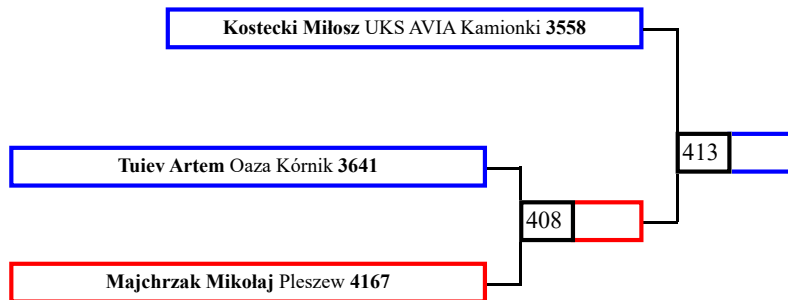 Kostecki Miłosz UKS AVIA Kamionki 3558
413
Tuiev Artem Oaza Kórnik 3641
408
Majchrzak Mikołaj Pleszew 4167